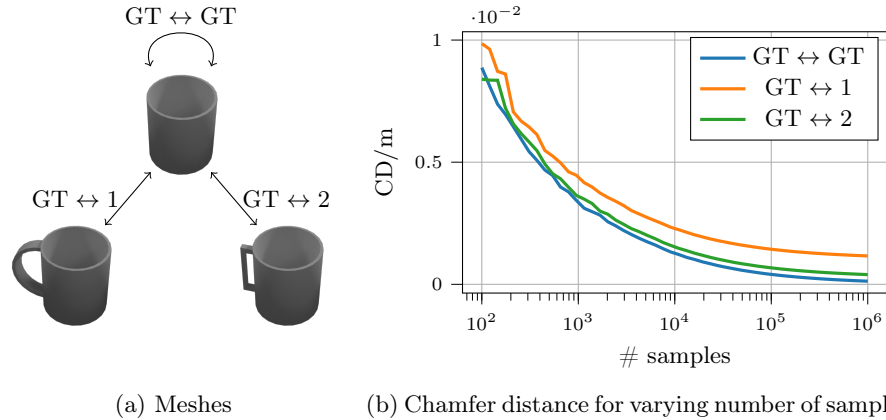 GT ↔ GT
GT ↔ 1
GT ↔ 2
(a) Meshes
·10⁻²
1
0.5
0
CD/m
GT ↔ GT
GT ↔ 1
GT ↔ 2
10² 10³ 10⁴ 10⁵ 10⁶
# samples
(b) Chamfer distance for varying number of sampl